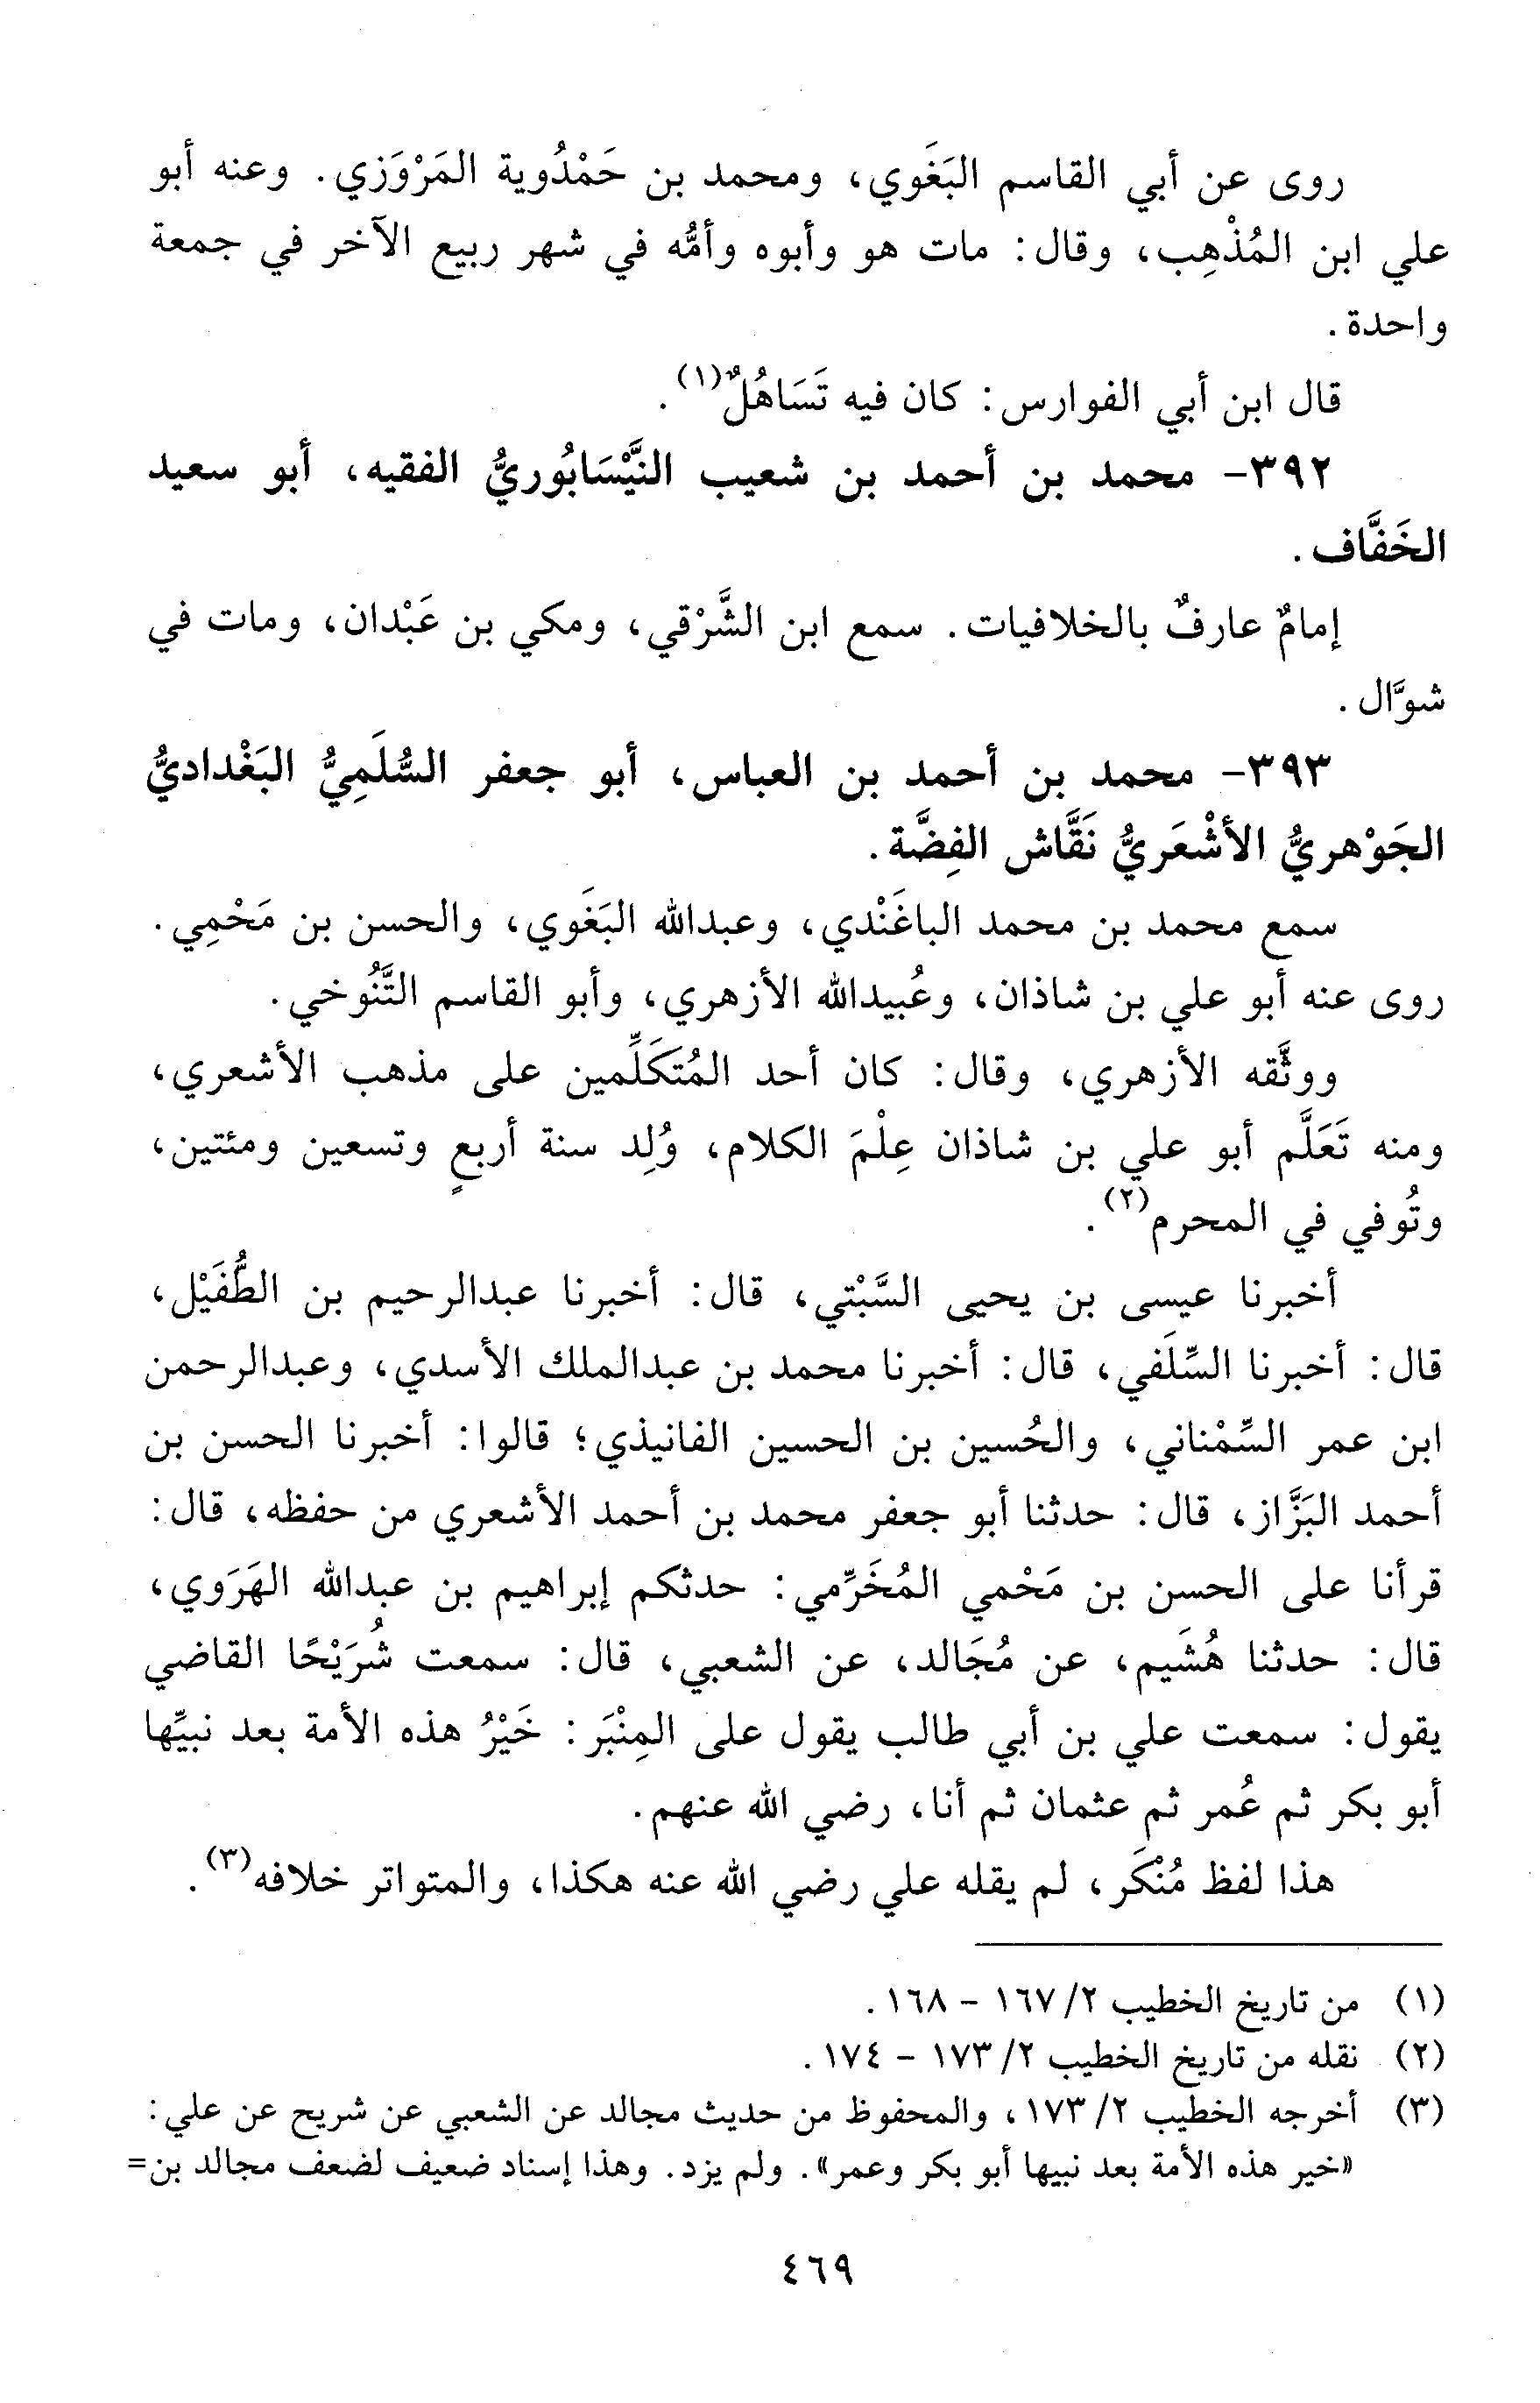 روى عن أبي القاسم البَغَوي، ومحمد بن حَمْدُوية المَرْوَزي. وعنه أبو
علي ابن المُذْهِب، وقال: مات هو وأبوه وأمُّه في شهر ربيع الآخر في جمعة
واحدة.
قال ابن أبي الفوارس: كان فيه تَسَاهُلٌ(١).
٣٩٢- محمد بن أحمد بن شعيب النَّيْسَابُوريُّ الفقيه، أبو سعيد
الخَفَّاف.
إمامٌ عارفٌ بالخلافيات. سمع ابن الشَّرْقي، ومكي بن عَبْدان، ومات في
شوَّال.
٣٩٣- محمد بن أحمد بن العباس، أبو جعفر السُّلَمِيُّ البَغْداديُّ
الجَوْهريُّ الأشْعَريُّ نَقَّاش الفِضَّة.
سمع محمد بن محمد الباغَنْدي، وعبدالله البَغَوي، والحسن بن مَحْمِي.
روى عنه أبو علي بن شاذان، وعُبيدالله الأزهري، وأبو القاسم التَّنُوخي.
ووثَّقه الأزهري، وقال: كان أحد المُتَكَلِّمين على مذهب الأشعري،
ومنه تَعَلَّم أبو علي بن شاذان عِلْمَ الكلام، وُلِد سنة أربعٍ وتسعين ومئتين،
وتُوفي في المحرم(٢).
أخبرنا عيسى بن يحيى السَّبْتي، قال: أخبرنا عبدالرحيم بن الطُّفَيْل،
قال: أخبرنا السِّلَفي، قال: أخبرنا محمد بن عبدالملك الأسدي، وعبدالرحمن
ابن عمر السِّمْناني، والحُسين بن الحسين الفانيذي؛ قالوا: أخبرنا الحسن بن
أحمد البَزَّاز، قال: حدثنا أبو جعفر محمد بن أحمد الأشعري من حفظه، قال:
قرأنا على الحسن بن مَحْمي المُخَرِّمي: حدثكم إبراهيم بن عبدالله الهَرَوي،
قال: حدثنا هُشَيم، عن مُجَالد، عن الشعبي، قال: سمعت شُرَيْحًا القاضي
يقول: سمعت علي بن أبي طالب يقول على المِنْبَر: خَيْرُ هذه الأمة بعد نبيِّها
أبو بكر ثم عُمر ثم عثمان ثم أنا، رضي الله عنهم.
هذا لفظ مُنْكَر، لم يقله علي رضي الله عنه هكذا، والمتواتر خلافه(٣).
(١) من تاريخ الخطيب ٢/ ١٦٧ - ١٦٨.
(٢) نقله من تاريخ الخطيب ٢/ ١٧٣ - ١٧٤.
(٣) أخرجه الخطيب ٢/ ١٧٣، والمحفوظ من حديث مجالد عن الشعبي عن شريح عن علي:
«خير هذه الأمة بعد نبيها أبو بكر وعمر». ولم يزد. وهذا إسناد ضعيف لضعف مجالد بن=
٤٦٩